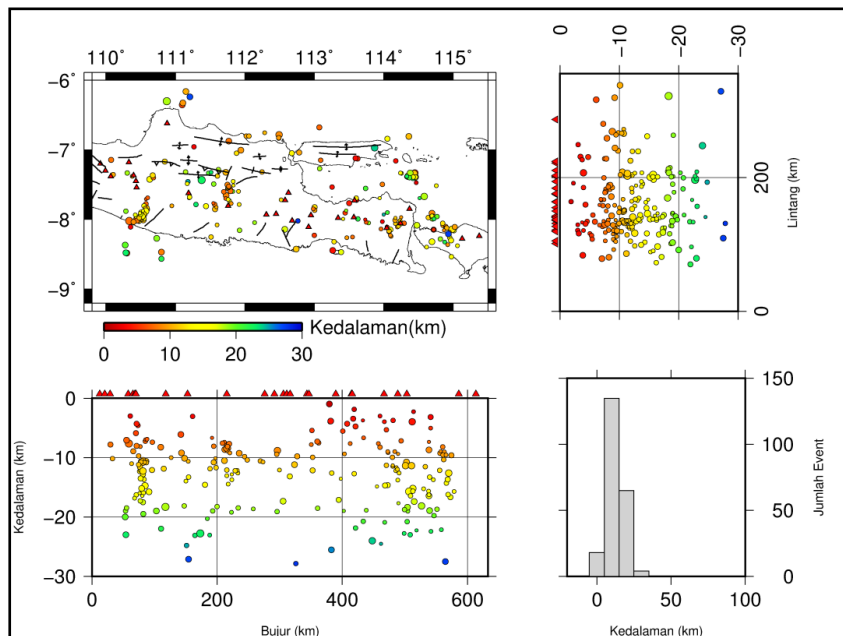 110° 111° 112° 113° 114° 115°
−6°
−7°
−8°
−9°
Kedalaman(km)
0 10 20 30
0 −10 −20 −30
200
0
Lintang (km)
0
−10
−20
−30
Kedalaman (km)
0 200 400 600
Bujur (km)
150
100
50
0
Jumlah Event
0 50 100
Kedalaman (km)